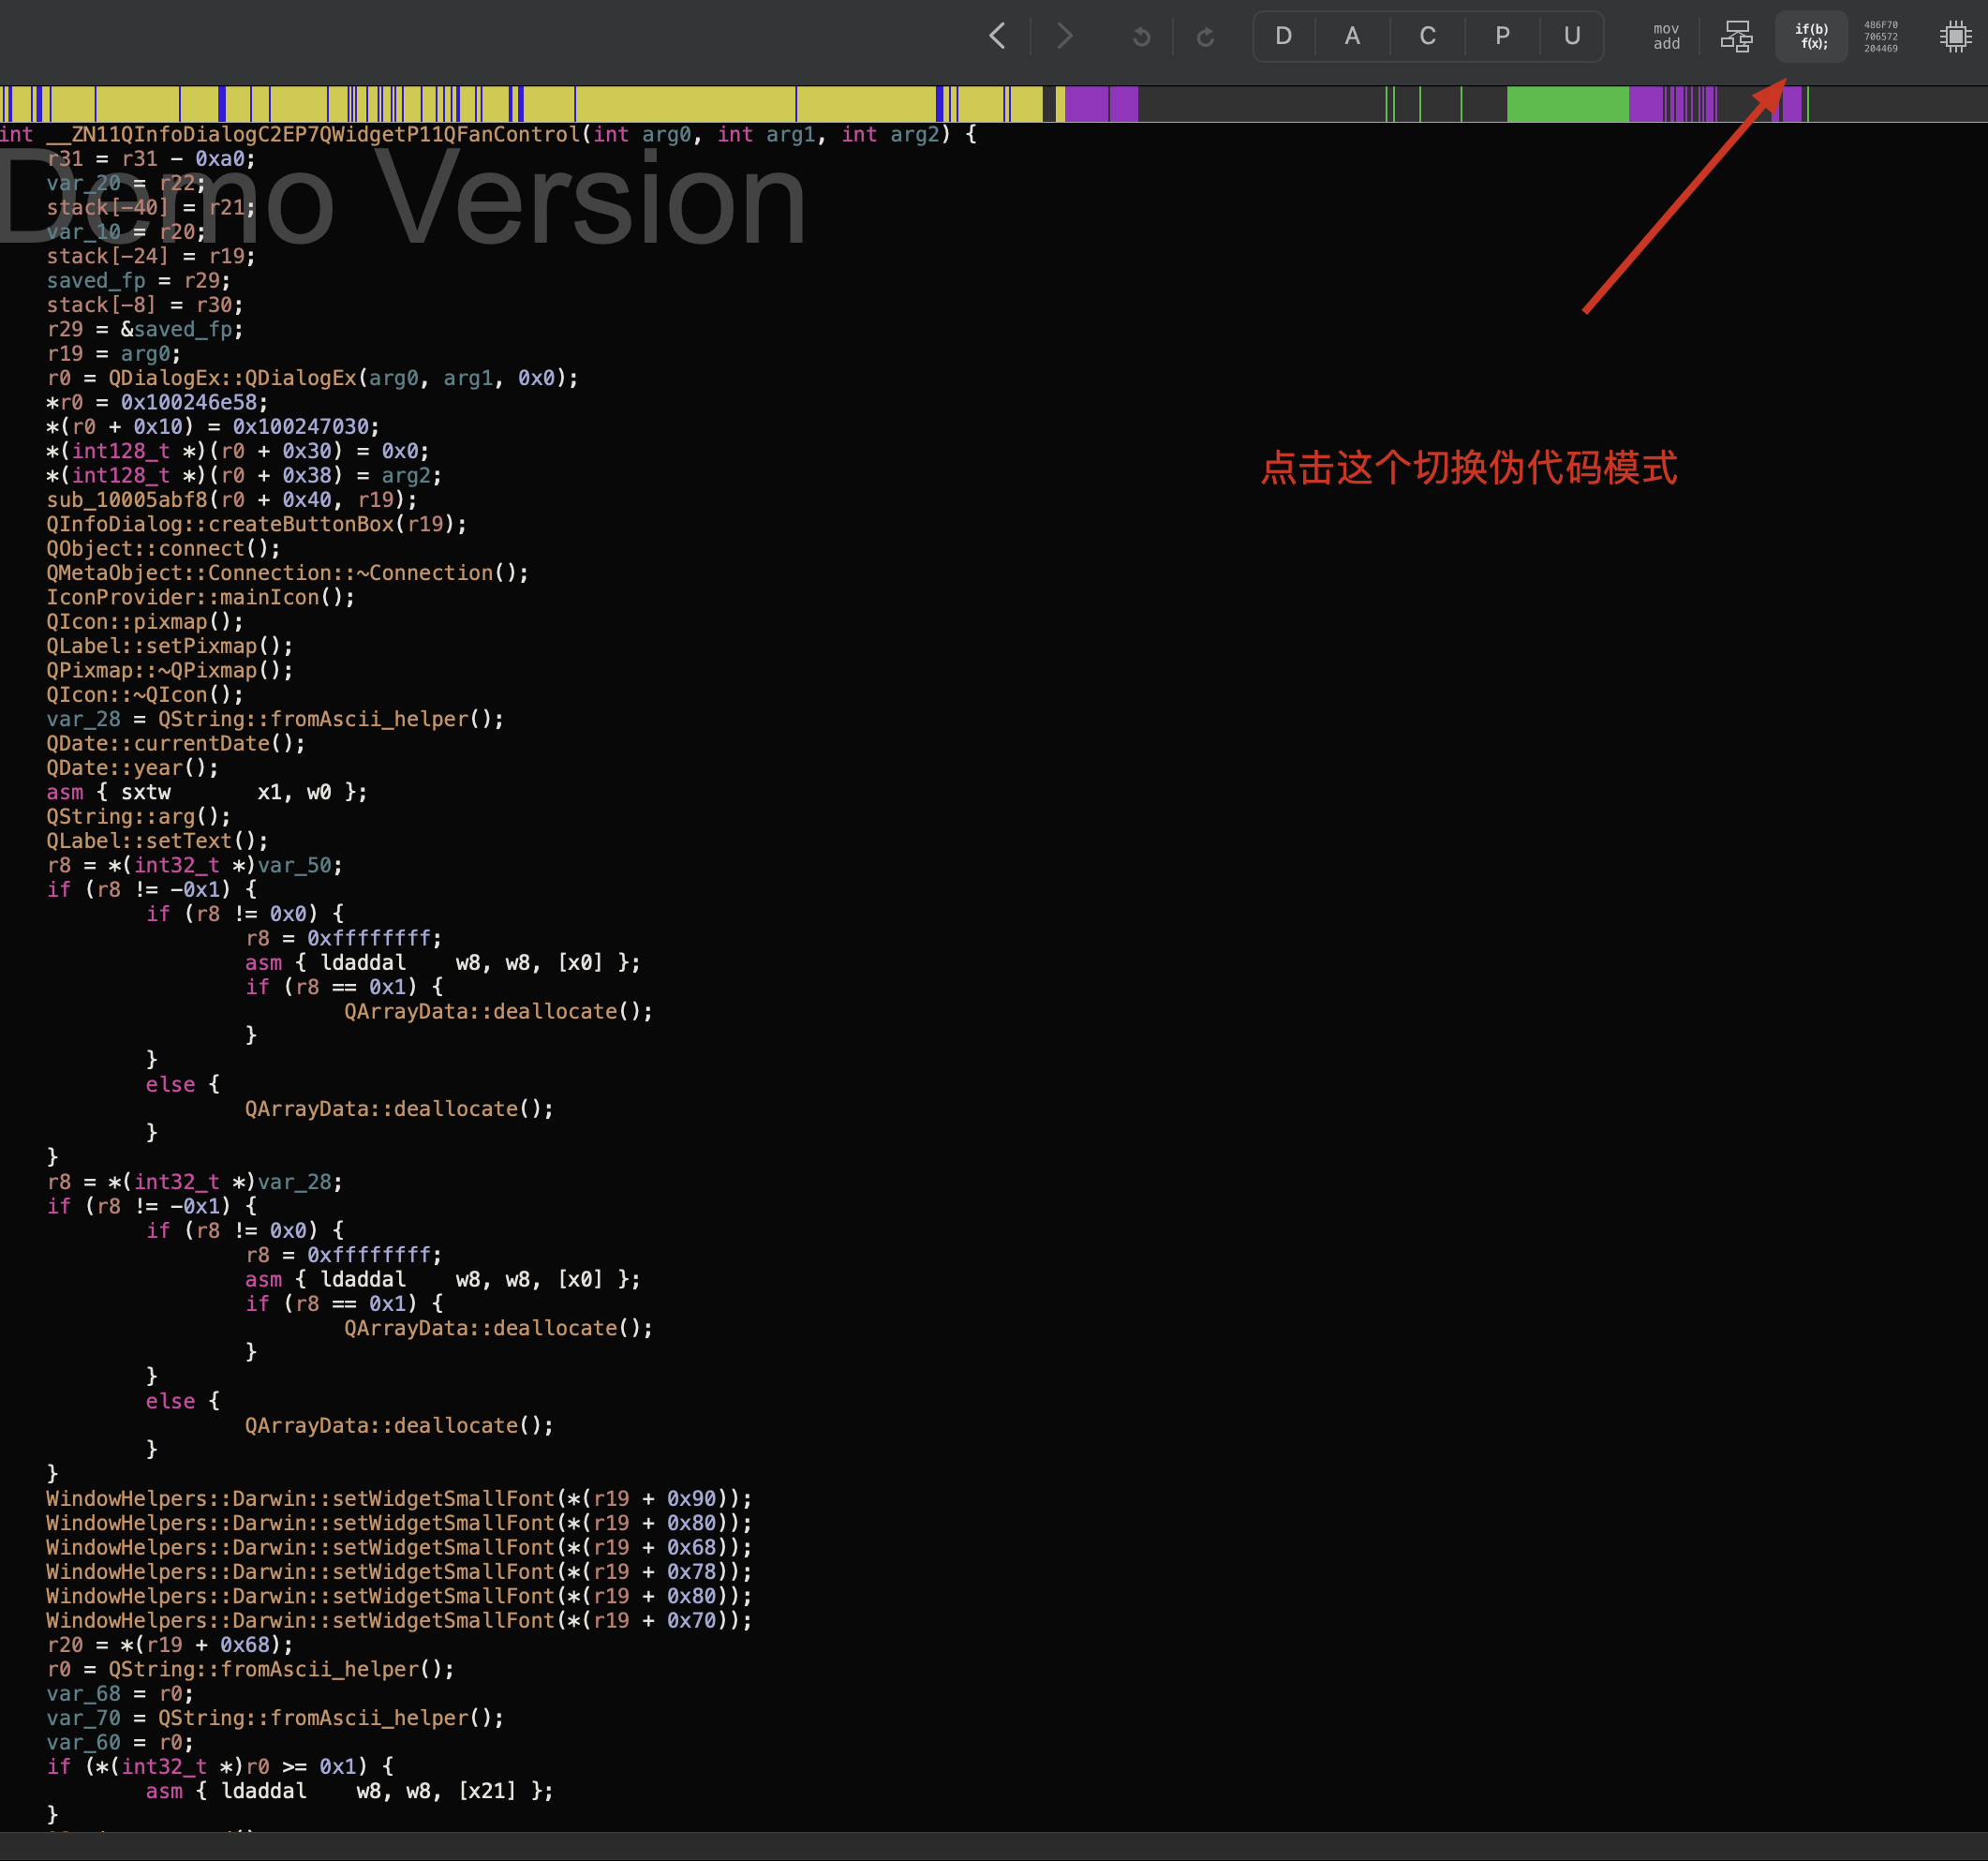 D A C P U mov if(b) 486F70
add f(x); 706572
204469
int __ZN11QInfoDialogC2EP7QWidgetP11QFanControl(int arg0, int arg1, int arg2) {
Demo Version
r31 = r31 - 0xa0;
var_20 = r22;
stack[-40] = r21;
var_10 = r20;
stack[-24] = r19;
saved_fp = r29;
stack[-8] = r30;
r29 = &saved_fp;
r19 = arg0;
r0 = QDialogEx::QDialogEx(arg0, arg1, 0x0);
*r0 = 0x100246e58;
*(r0 + 0x10) = 0x100247030;
*(int128_t *)(r0 + 0x30) = 0x0;
点击这个切换伪代码模式
*(int128_t *)(r0 + 0x38) = arg2;
sub_10005abf8(r0 + 0x40, r19);
QInfoDialog::createButtonBox(r19);
QObject::connect();
QMetaObject::Connection::~Connection();
IconProvider::mainIcon();
QIcon::pixmap();
QLabel::setPixmap();
QPixmap::~QPixmap();
QIcon::~QIcon();
var_28 = QString::fromAscii_helper();
QDate::currentDate();
QDate::year();
asm { sxtw x1, w0 };
QString::arg();
QLabel::setText();
r8 = *(int32_t *)var_50;
if (r8 != -0x1) {
if (r8 != 0x0) {
r8 = 0xffffffff;
asm { ldaddal w8, w8, [x0] };
if (r8 == 0x1) {
QArrayData::deallocate();
}
}
else {
QArrayData::deallocate();
}
}
r8 = *(int32_t *)var_28;
if (r8 != -0x1) {
if (r8 != 0x0) {
r8 = 0xffffffff;
asm { ldaddal w8, w8, [x0] };
if (r8 == 0x1) {
QArrayData::deallocate();
}
}
else {
QArrayData::deallocate();
}
}
WindowHelpers::Darwin::setWidgetSmallFont(*(r19 + 0x90));
WindowHelpers::Darwin::setWidgetSmallFont(*(r19 + 0x80));
WindowHelpers::Darwin::setWidgetSmallFont(*(r19 + 0x68));
WindowHelpers::Darwin::setWidgetSmallFont(*(r19 + 0x78));
WindowHelpers::Darwin::setWidgetSmallFont(*(r19 + 0x80));
WindowHelpers::Darwin::setWidgetSmallFont(*(r19 + 0x70));
r20 = *(r19 + 0x68);
r0 = QString::fromAscii_helper();
var_68 = r0;
var_70 = QString::fromAscii_helper();
var_60 = r0;
if (*(int32_t *)r0 >= 0x1) {
asm { ldaddal w8, w8, [x21] };
}